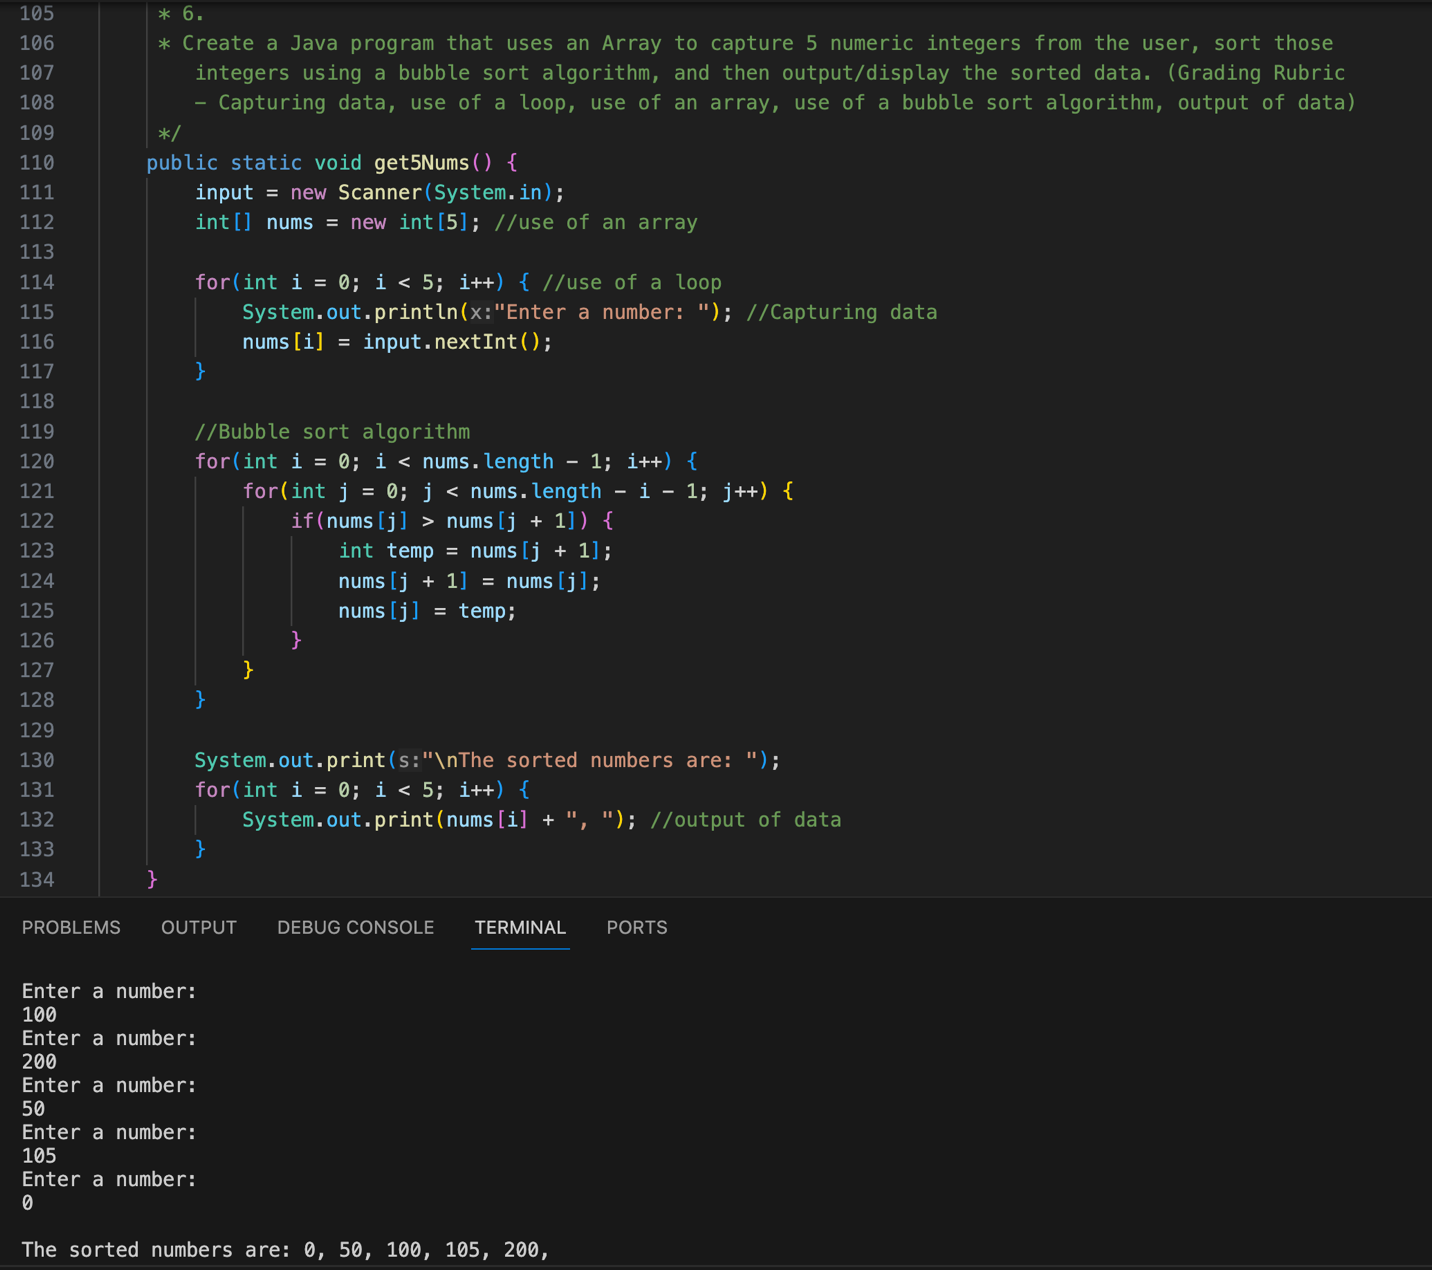 105 * 6.
106 * Create a Java program that uses an Array to capture 5 numeric integers from the user, sort those
107 integers using a bubble sort algorithm, and then output/display the sorted data. (Grading Rubric
108 - Capturing data, use of a loop, use of an array, use of a bubble sort algorithm, output of data)
109 */
110 public static void get5Nums() {
111 input = new Scanner(System.in);
112 int[] nums = new int[5]; //use of an array
113
114 for(int i = 0; i < 5; i++) { //use of a loop
115 System.out.println(x:"Enter a number: "); //Capturing data
116 nums[i] = input.nextInt();
117 }
118
119 //Bubble sort algorithm
120 for(int i = 0; i < nums.length - 1; i++) {
121 for(int j = 0; j < nums.length - i - 1; j++) {
122 if(nums[j] > nums[j + 1]) {
123 int temp = nums[j + 1];
124 nums[j + 1] = nums[j];
125 nums[j] = temp;
126 }
127 }
128 }
129
130 System.out.print(s:"\nThe sorted numbers are: ");
131 for(int i = 0; i < 5; i++) {
132 System.out.print(nums[i] + ", "); //output of data
133 }
134 }
PROBLEMS OUTPUT DEBUG CONSOLE TERMINAL PORTS
Enter a number:
100
Enter a number:
200
Enter a number:
50
Enter a number:
105
Enter a number:
0
The sorted numbers are: 0, 50, 100, 105, 200,